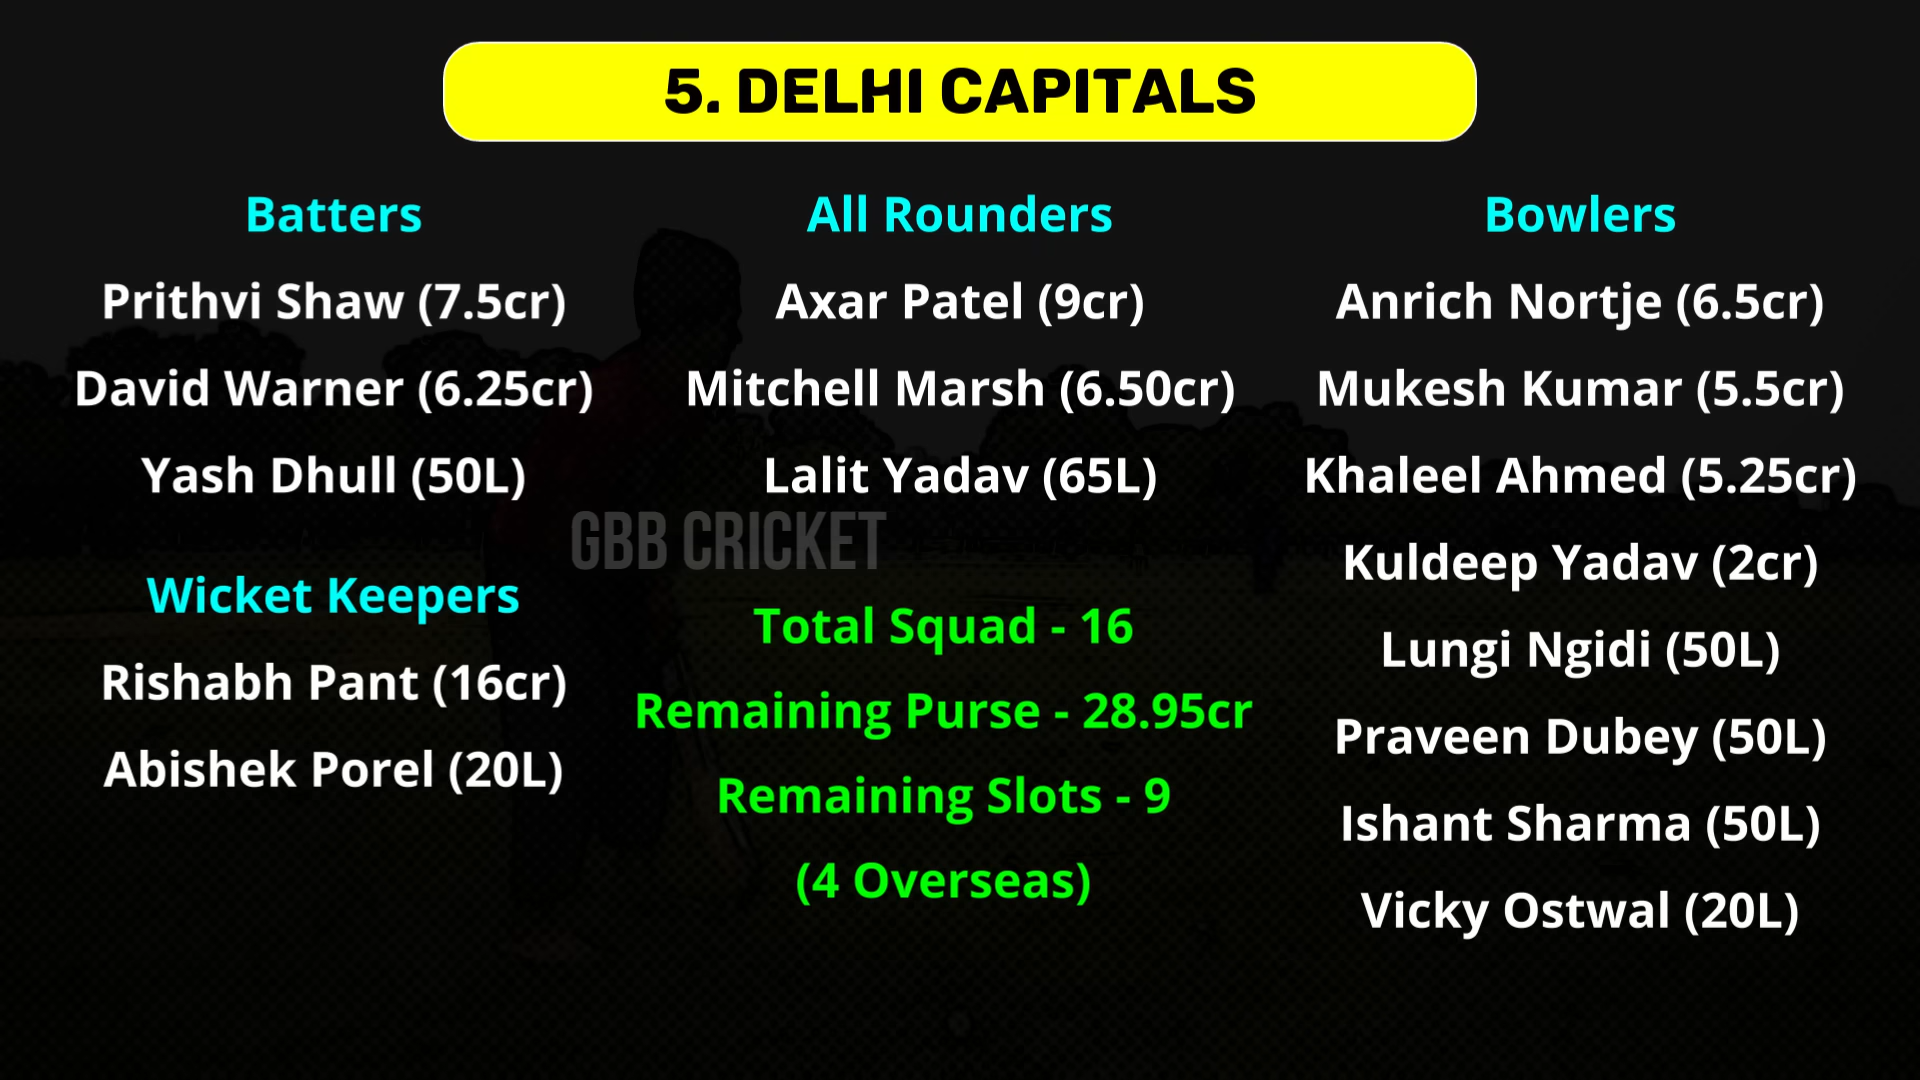 5. DELHI CAPITALS
Batters
Prithvi Shaw (7.5cr)
David Warner (6.25cr)
Yash Dhull (50L)
Wicket Keepers
Rishabh Pant (16cr)
Abishek Porel (20L)
All Rounders
Axar Patel (9cr)
Mitchell Marsh (6.50cr)
Lalit Yadav (65L)
GBB CRICKET
Total Squad - 16
Remaining Purse - 28.95cr
Remaining Slots - 9
(4 Overseas)
Bowlers
Anrich Nortje (6.5cr)
Mukesh Kumar (5.5cr)
Khaleel Ahmed (5.25cr)
Kuldeep Yadav (2cr)
Lungi Ngidi (50L)
Praveen Dubey (50L)
Ishant Sharma (50L)
Vicky Ostwal (20L)